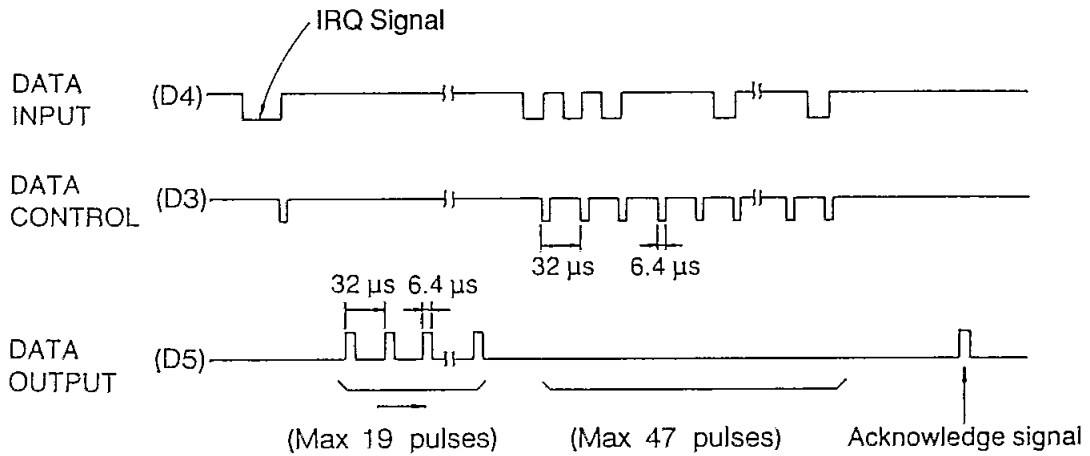 IRQ Signal
DATA INPUT (D4)
DATA CONTROL (D3)
32 µs 6.4 µs
32 µs 6.4 µs
DATA OUTPUT (D5)
(Max 19 pulses) (Max 47 pulses) Acknowledge signal